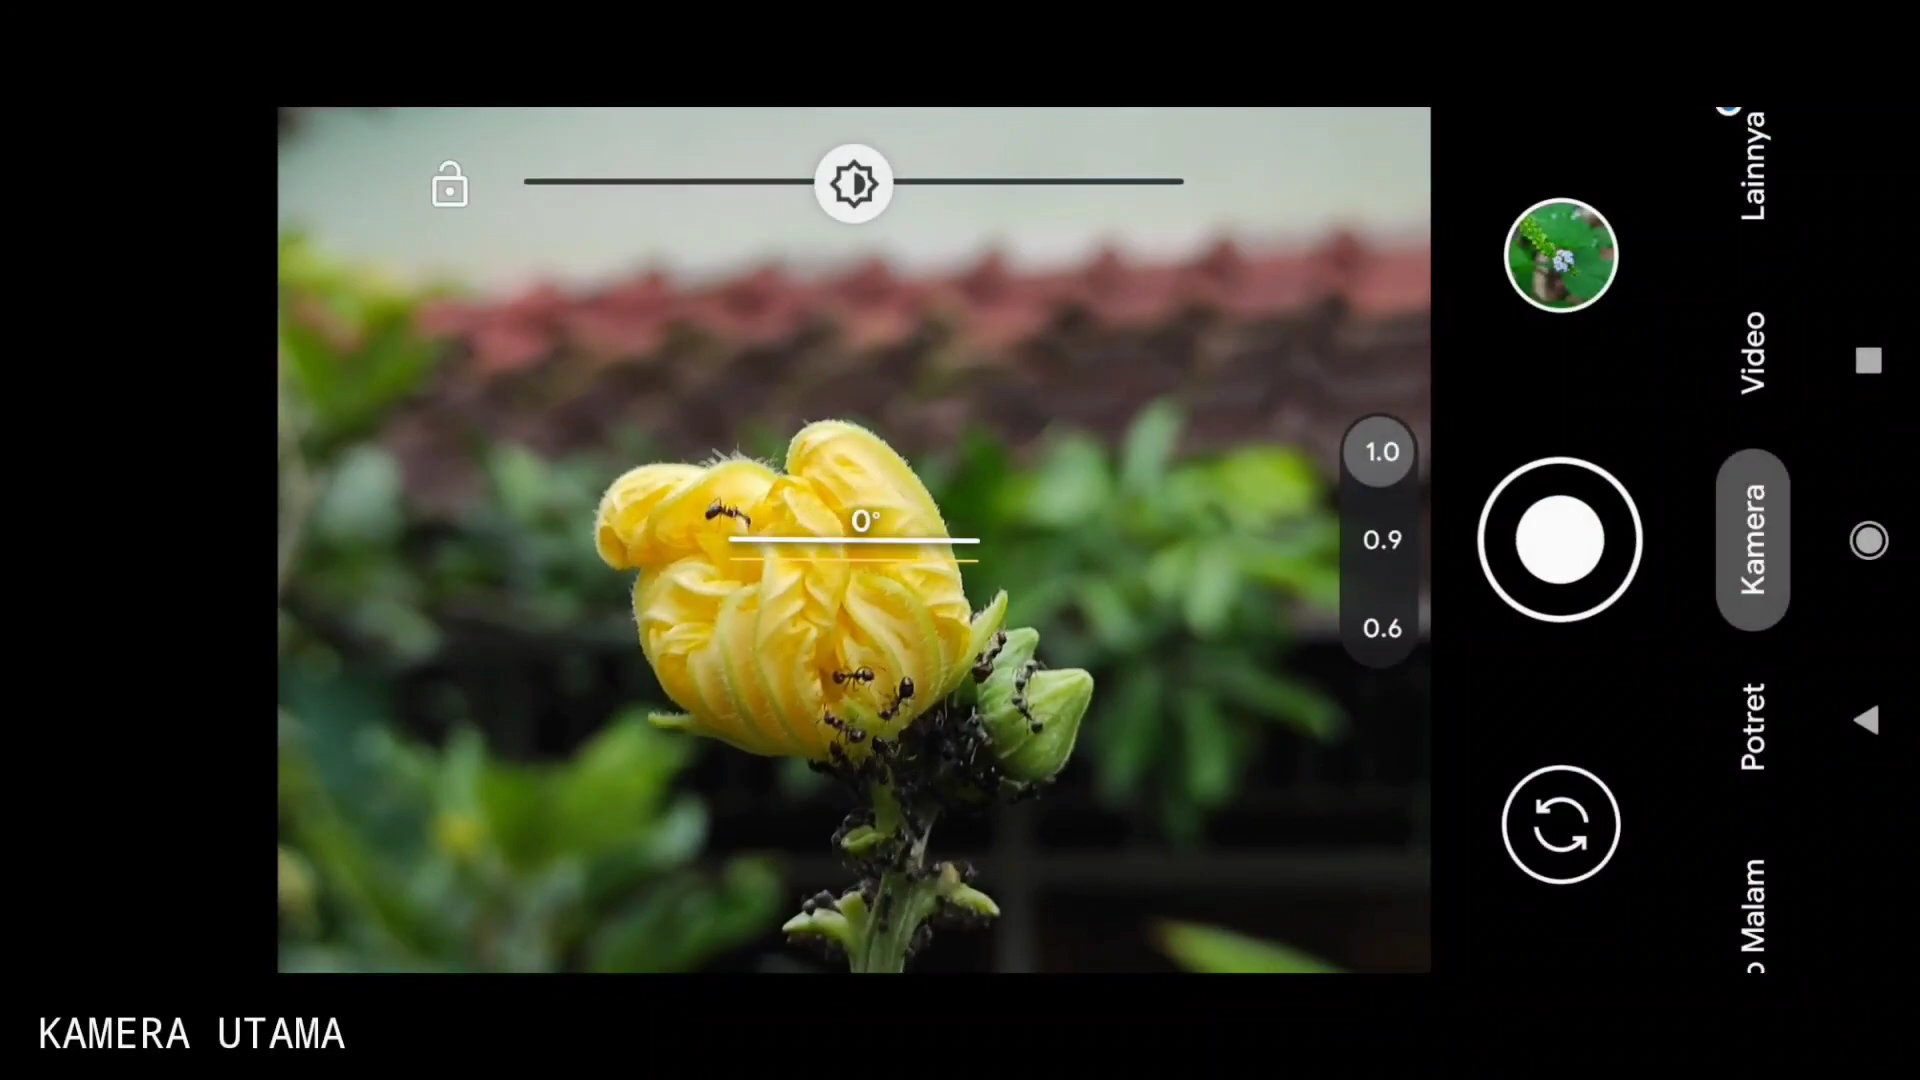 0°
1.0
0.9
0.6
Lainnya
Video
Kamera
Potret
o Malam
KAMERA UTAMA